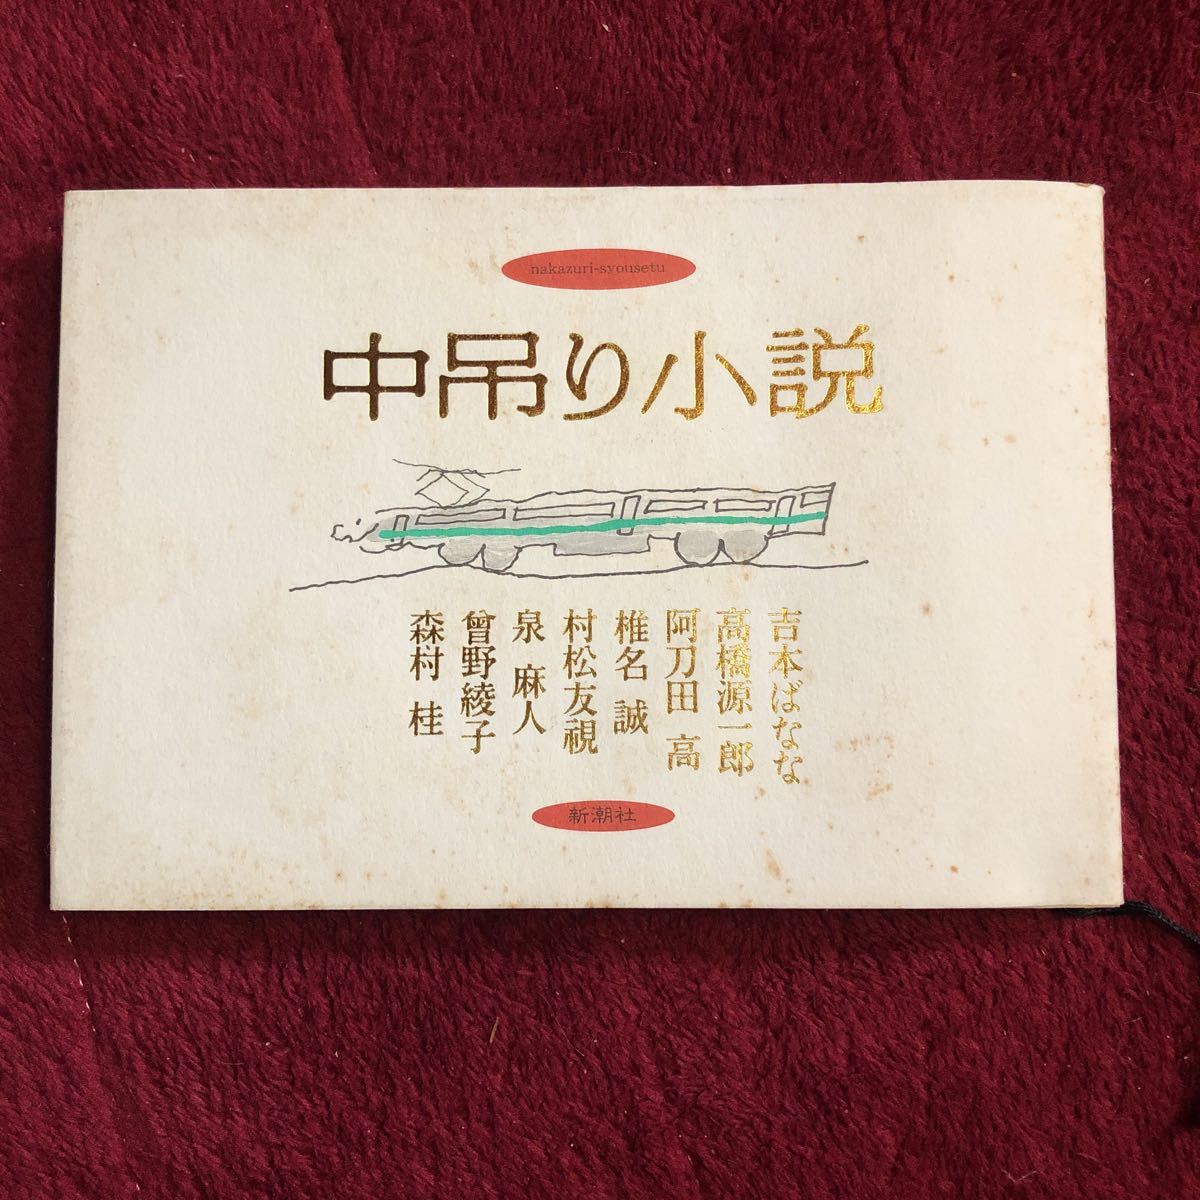 nakazuri-syousetu
中吊り小説
吉本ばなな
高橋源一郎
阿刀田 高
椎名 誠
村松友視
泉 麻人
曾野綾子
森村 桂
新潮社